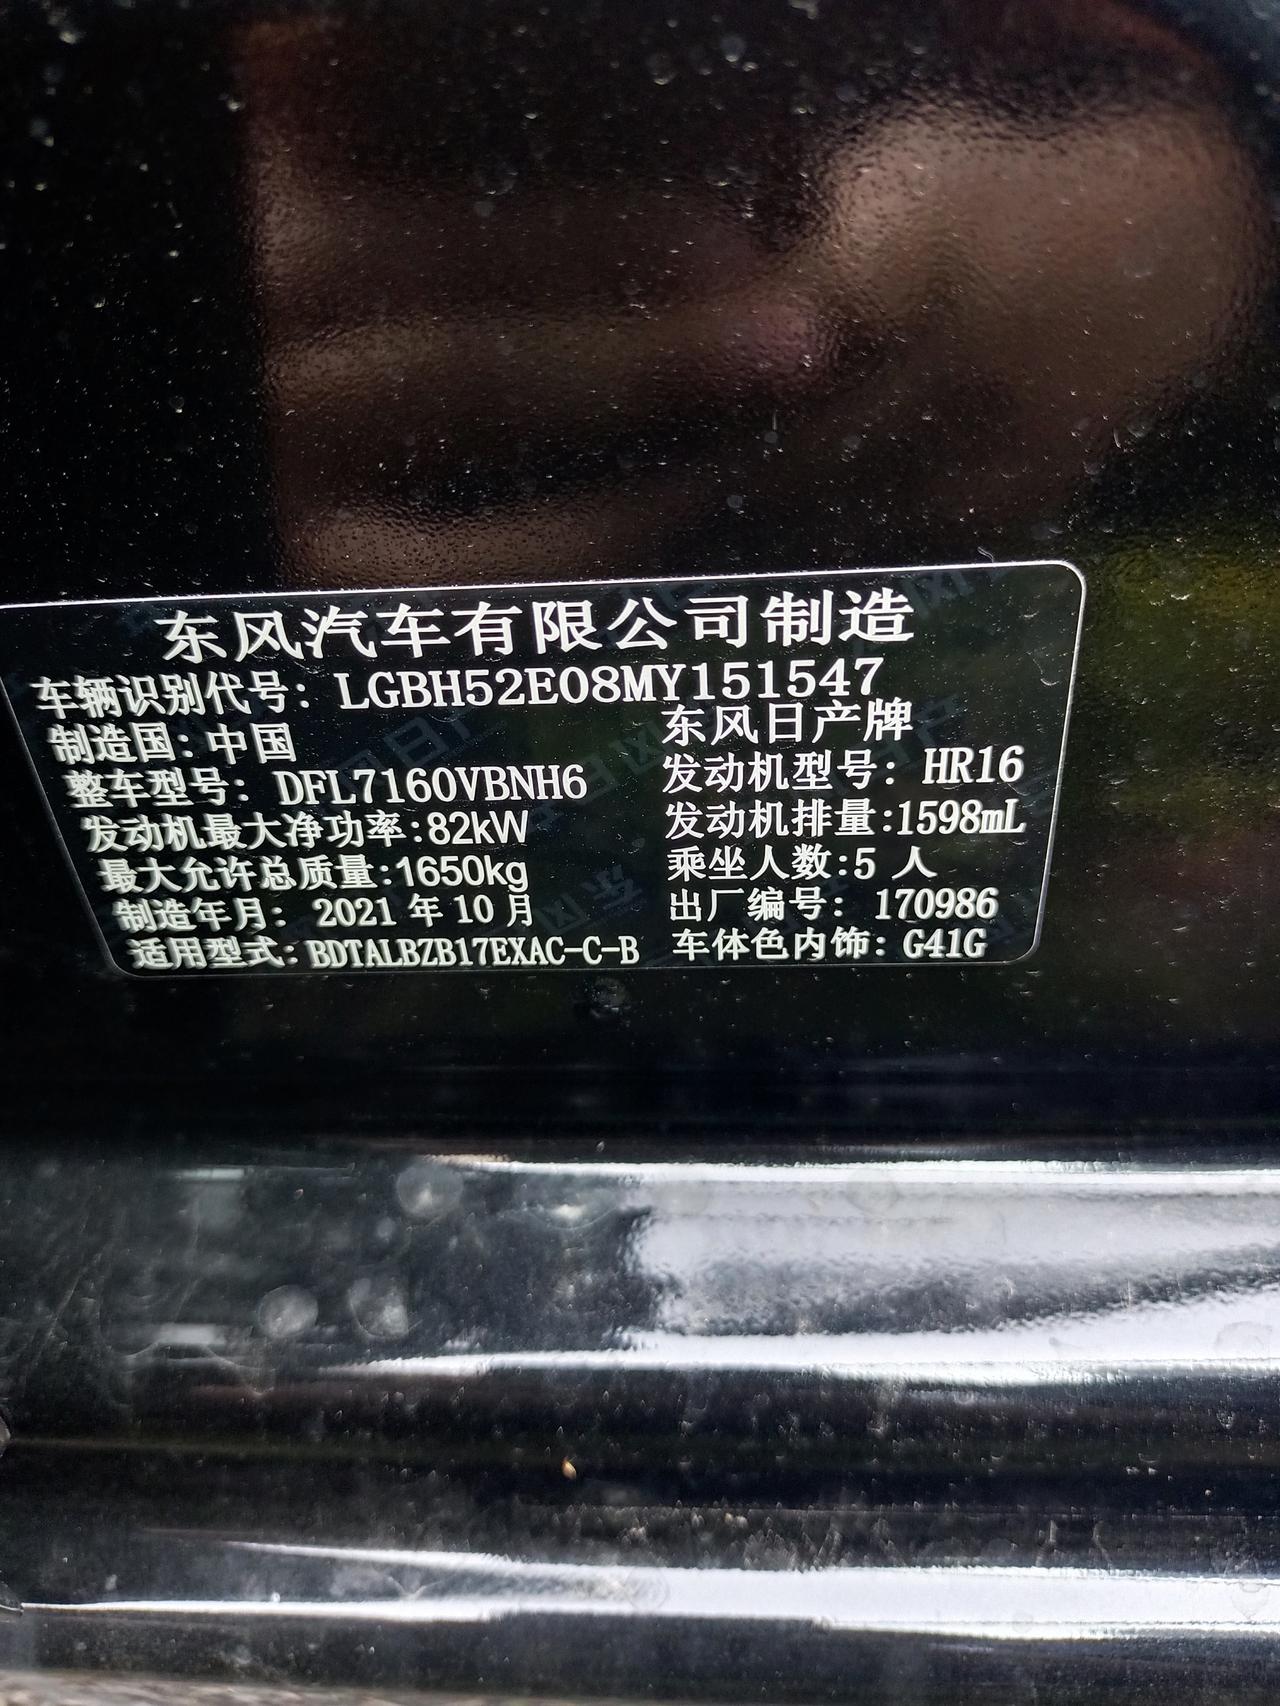 东风汽车有限公司制造
车辆识别代号：LGBH52E08MY151547
制造国：中国 东风日产牌
整车型号：DFL7160VBNH6 发动机型号：HR16
发动机最大净功率:82kW 发动机排量:1598mL
最大允许总质量:1650kg 乘坐人数:5 人
制造年月：2021 年 10 月 出厂编号：170986
适用型式：BDTALBZB17EXAC-C-B 车体色内饰：G41G